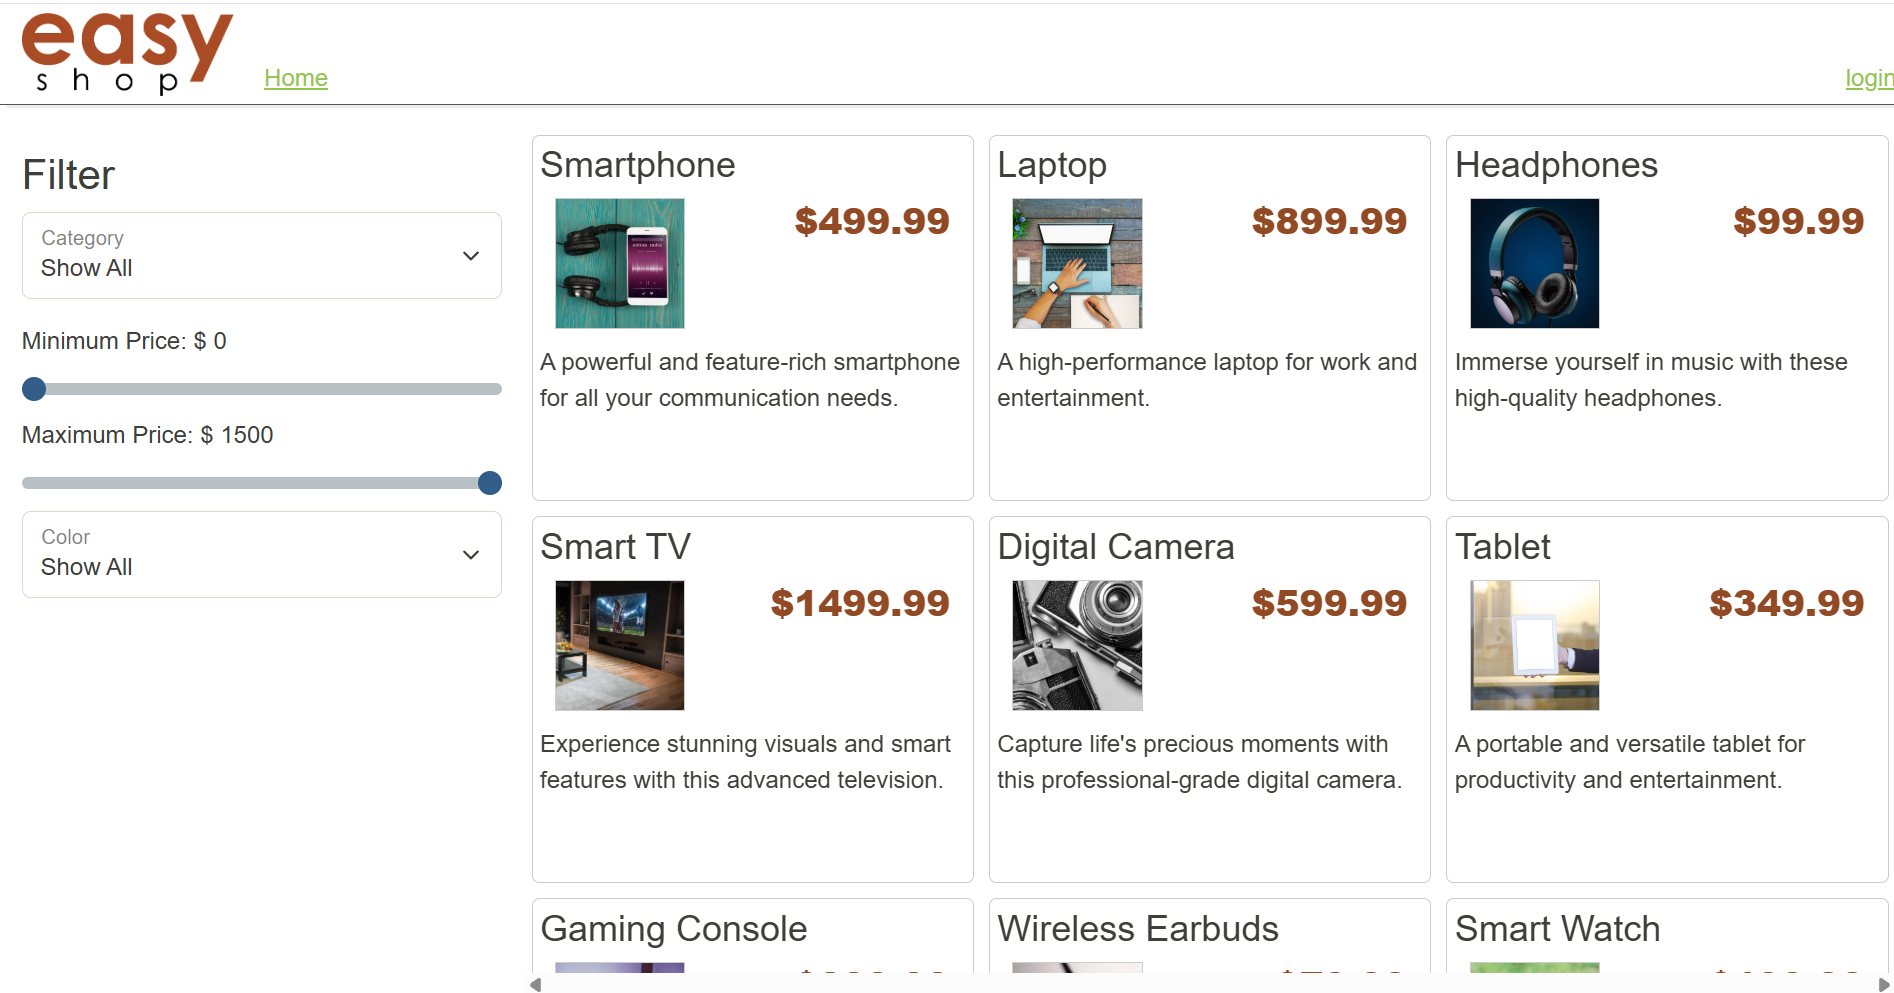 easy
shop
Home
login
Filter
Category
Show All
Minimum Price: $ 0
Maximum Price: $ 1500
Color
Show All
Smartphone
$499.99
A powerful and feature-rich smartphone
for all your communication needs.
Laptop
$899.99
A high-performance laptop for work and
entertainment.
Headphones
$99.99
Immerse yourself in music with these
high-quality headphones.
Smart TV
$1499.99
Experience stunning visuals and smart
features with this advanced television.
Digital Camera
$599.99
Capture life's precious moments with
this professional-grade digital camera.
Tablet
$349.99
A portable and versatile tablet for
productivity and entertainment.
Gaming Console
Wireless Earbuds
Smart Watch